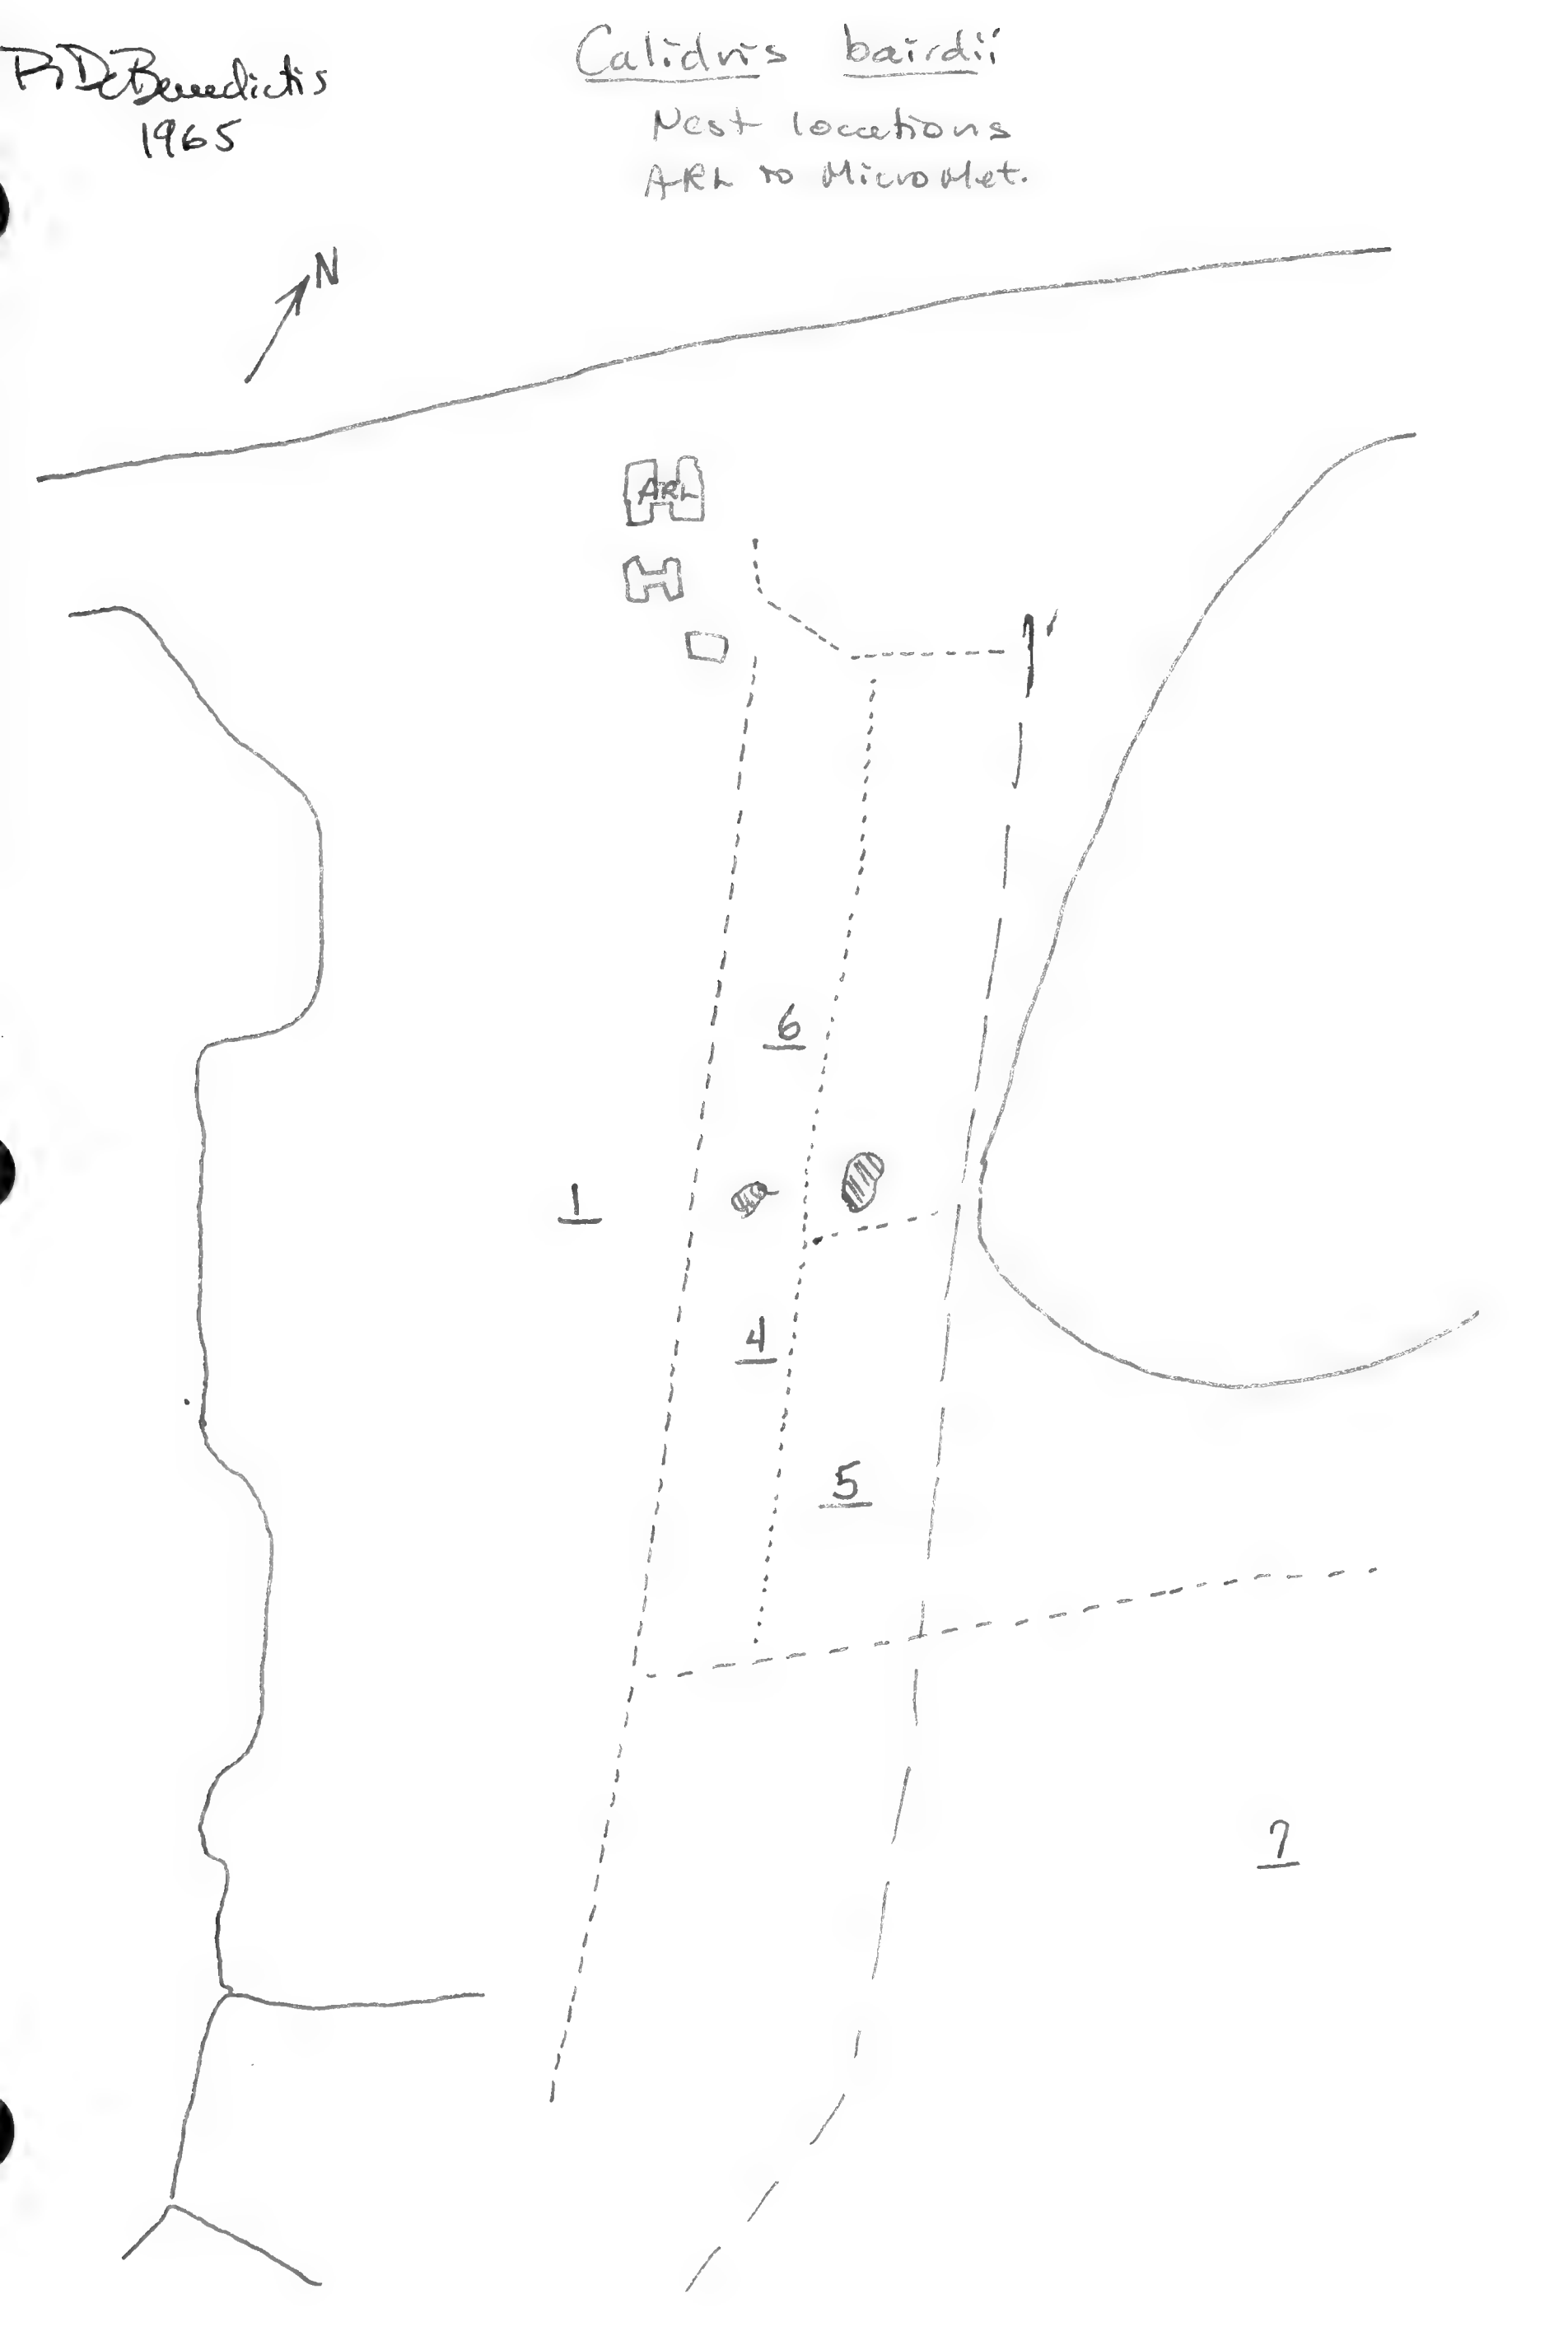 P. DeBenedictis
1965
Calidris bairdii
Nest locations
ARL to MicroMet.
N
ARL
6
1
4
5
7